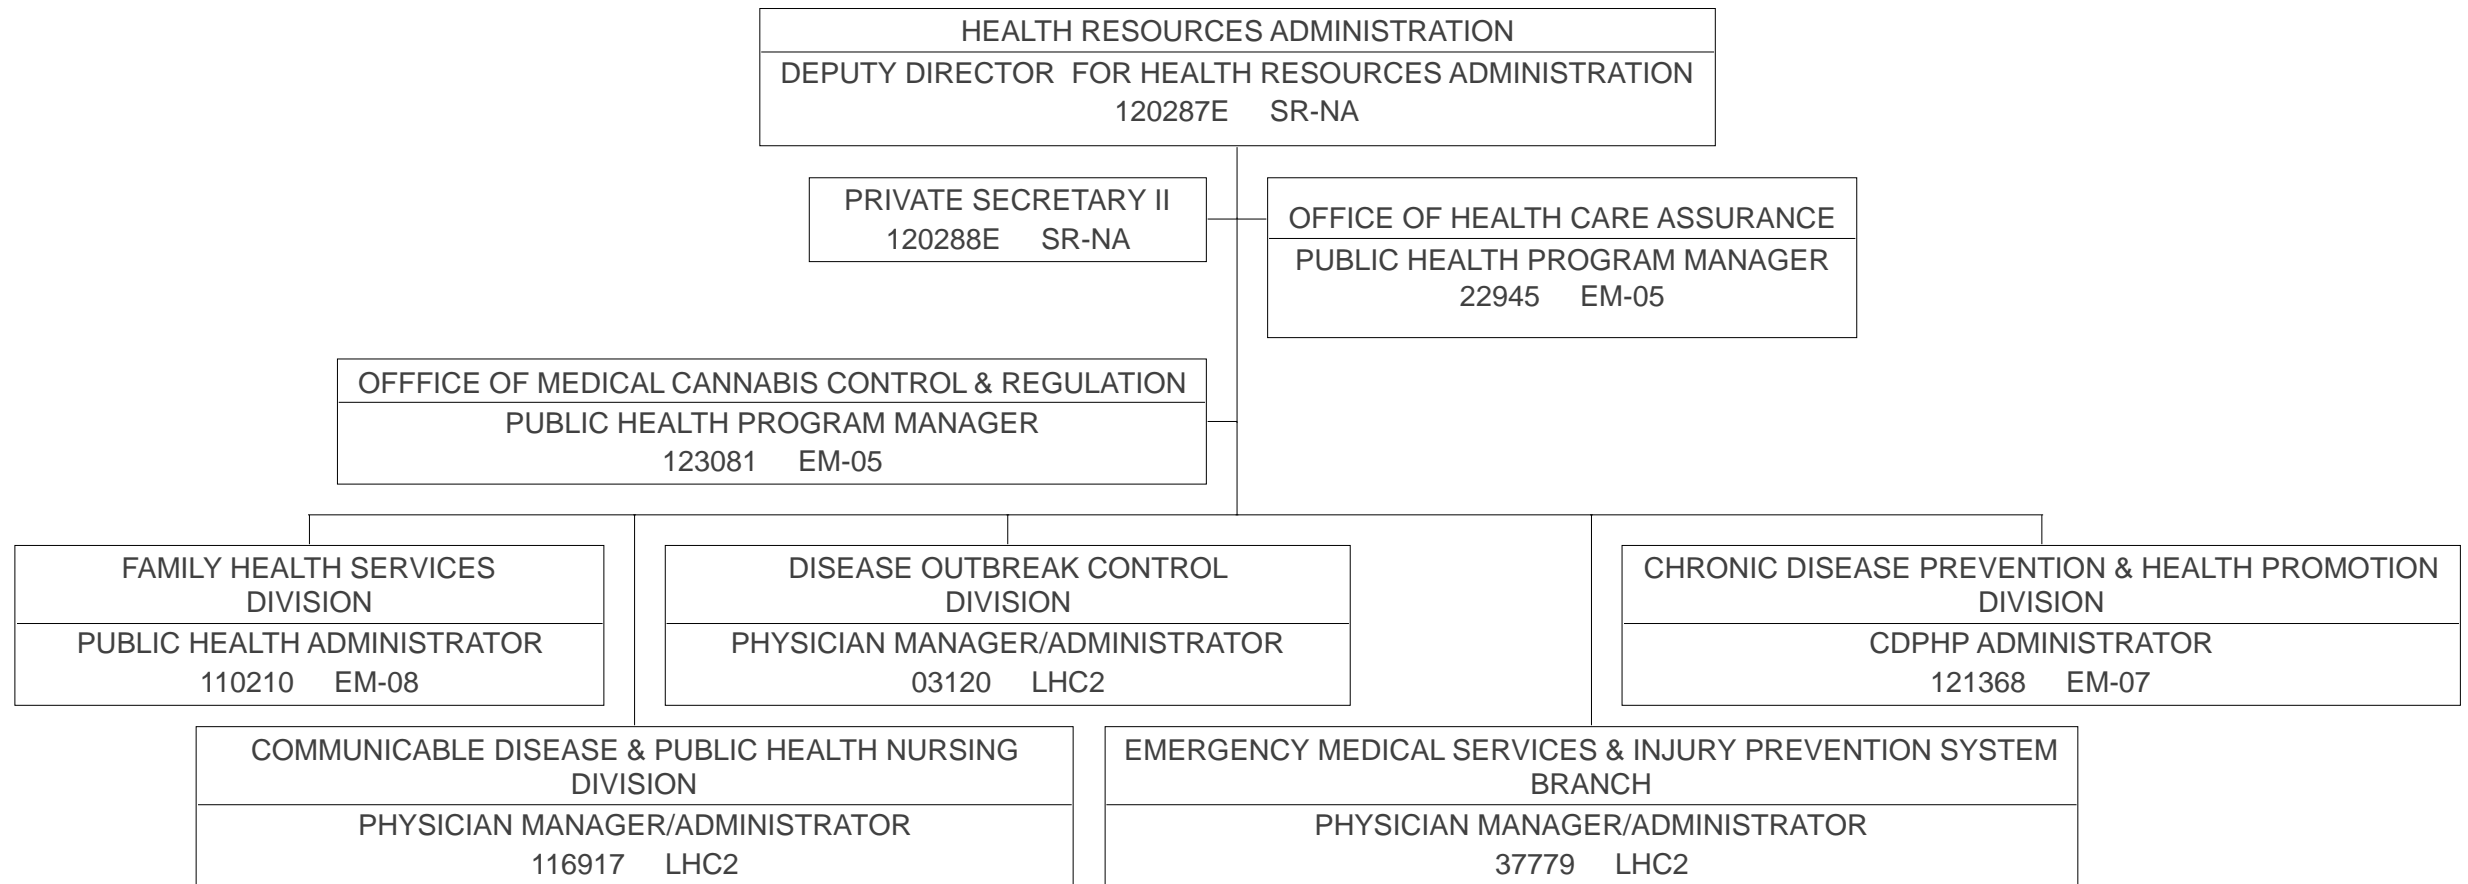 HEALTH RESOURCES ADMINISTRATION
DEPUTY DIRECTOR FOR HEALTH RESOURCES ADMINISTRATION
120287E SR-NA
PRIVATE SECRETARY II
120288E SR-NA
OFFICE OF HEALTH CARE ASSURANCE
PUBLIC HEALTH PROGRAM MANAGER
22945 EM-05
OFFFICE OF MEDICAL CANNABIS CONTROL & REGULATION
PUBLIC HEALTH PROGRAM MANAGER
123081 EM-05
FAMILY HEALTH SERVICES
DIVISION
PUBLIC HEALTH ADMINISTRATOR
110210 EM-08
DISEASE OUTBREAK CONTROL
DIVISION
PHYSICIAN MANAGER/ADMINISTRATOR
03120 LHC2
CHRONIC DISEASE PREVENTION & HEALTH PROMOTION
DIVISION
CDPHP ADMINISTRATOR
121368 EM-07
COMMUNICABLE DISEASE & PUBLIC HEALTH NURSING
DIVISION
PHYSICIAN MANAGER/ADMINISTRATOR
116917 LHC2
EMERGENCY MEDICAL SERVICES & INJURY PREVENTION SYSTEM
BRANCH
PHYSICIAN MANAGER/ADMINISTRATOR
37779 LHC2